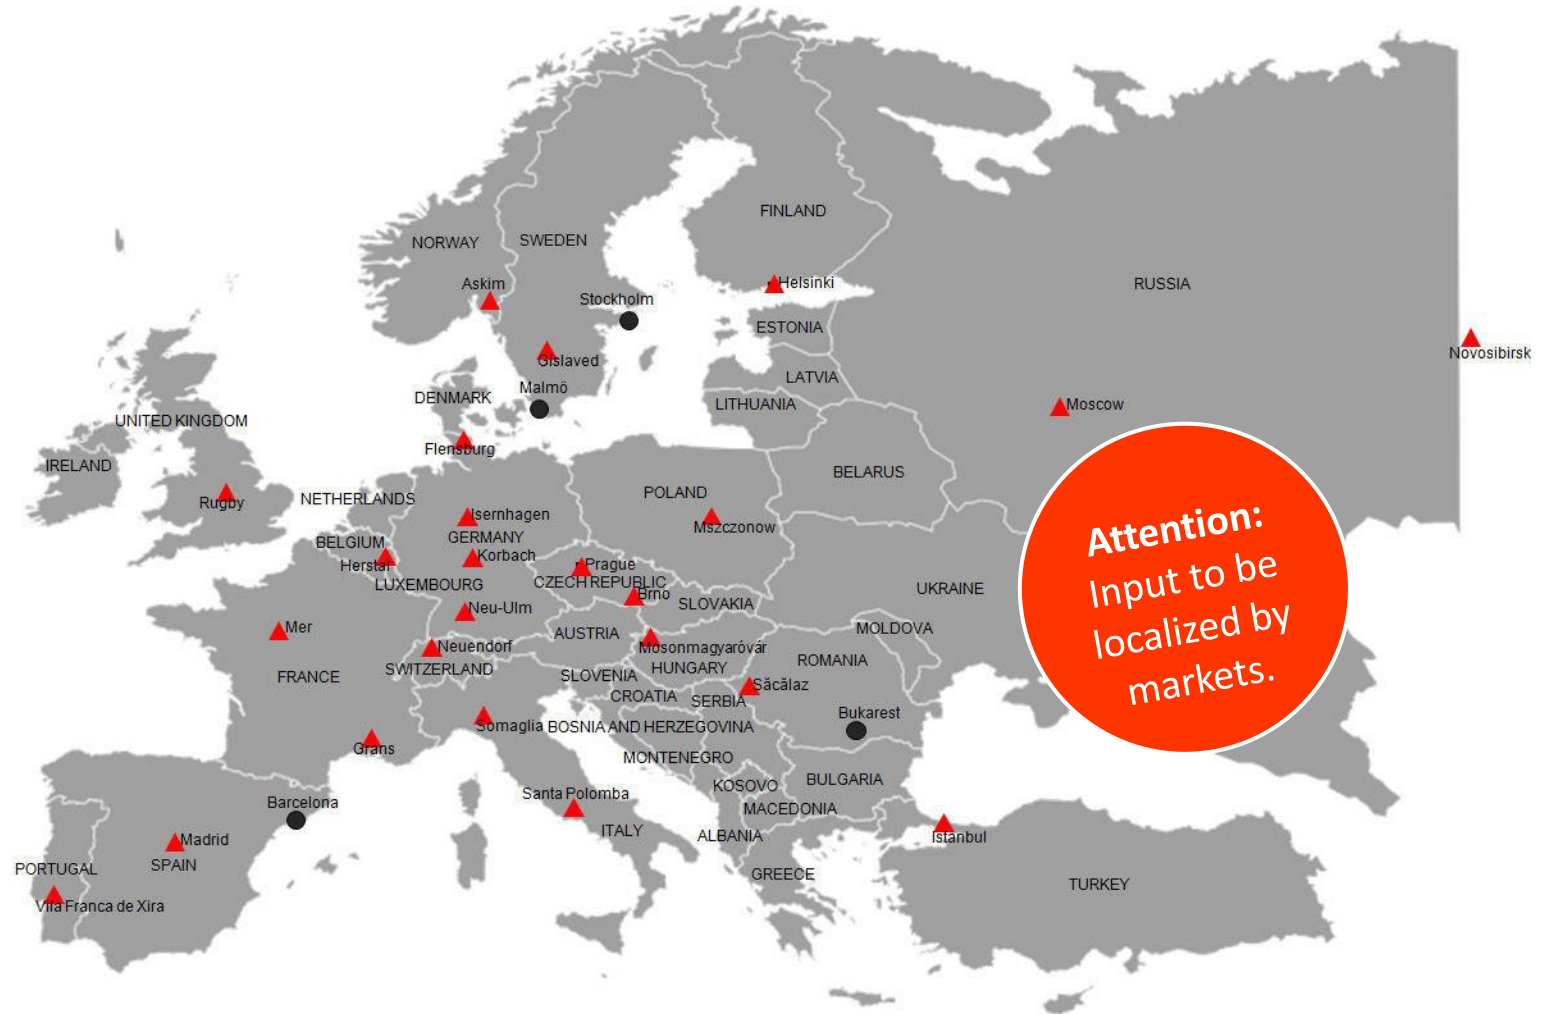 FINLAND
NORWAY
SWEDEN
Askim
Helsinki
RUSSIA
Stockholm
ESTONIA
Novosibirsk
Gislaved
LATVIA
Malmö
DENMARK
LITHUANIA
Moscow
UNITED KINGDOM
Flensburg
IRELAND
BELARUS
NETHERLANDS
POLAND
Rugby
Isernhagen
Mszczonow
GERMANY
BELGIUM
Korbach
Herstal
Prague
LUXEMBOURG
CZECH REPUBLIC
Brno
UKRAINE
SLOVAKIA
Neu-Ulm
Mer
AUSTRIA
MOLDOVA
Neuendorf
Mosonmagyaróvár
ROMANIA
SWITZERLAND
HUNGARY
FRANCE
SLOVENIA
Săcălaz
CROATIA
SERBIA
Bukarest
Somaglia
BOSNIA AND HERZEGOVINA
Grans
MONTENEGRO
BULGARIA
KOSOVO
Santa Polomba
Barcelona
MACEDONIA
ITALY
ALBANIA
Istanbul
Madrid
SPAIN
PORTUGAL
GREECE
TURKEY
Vila Franca de Xira
Attention:
Input to be
localized by
markets.